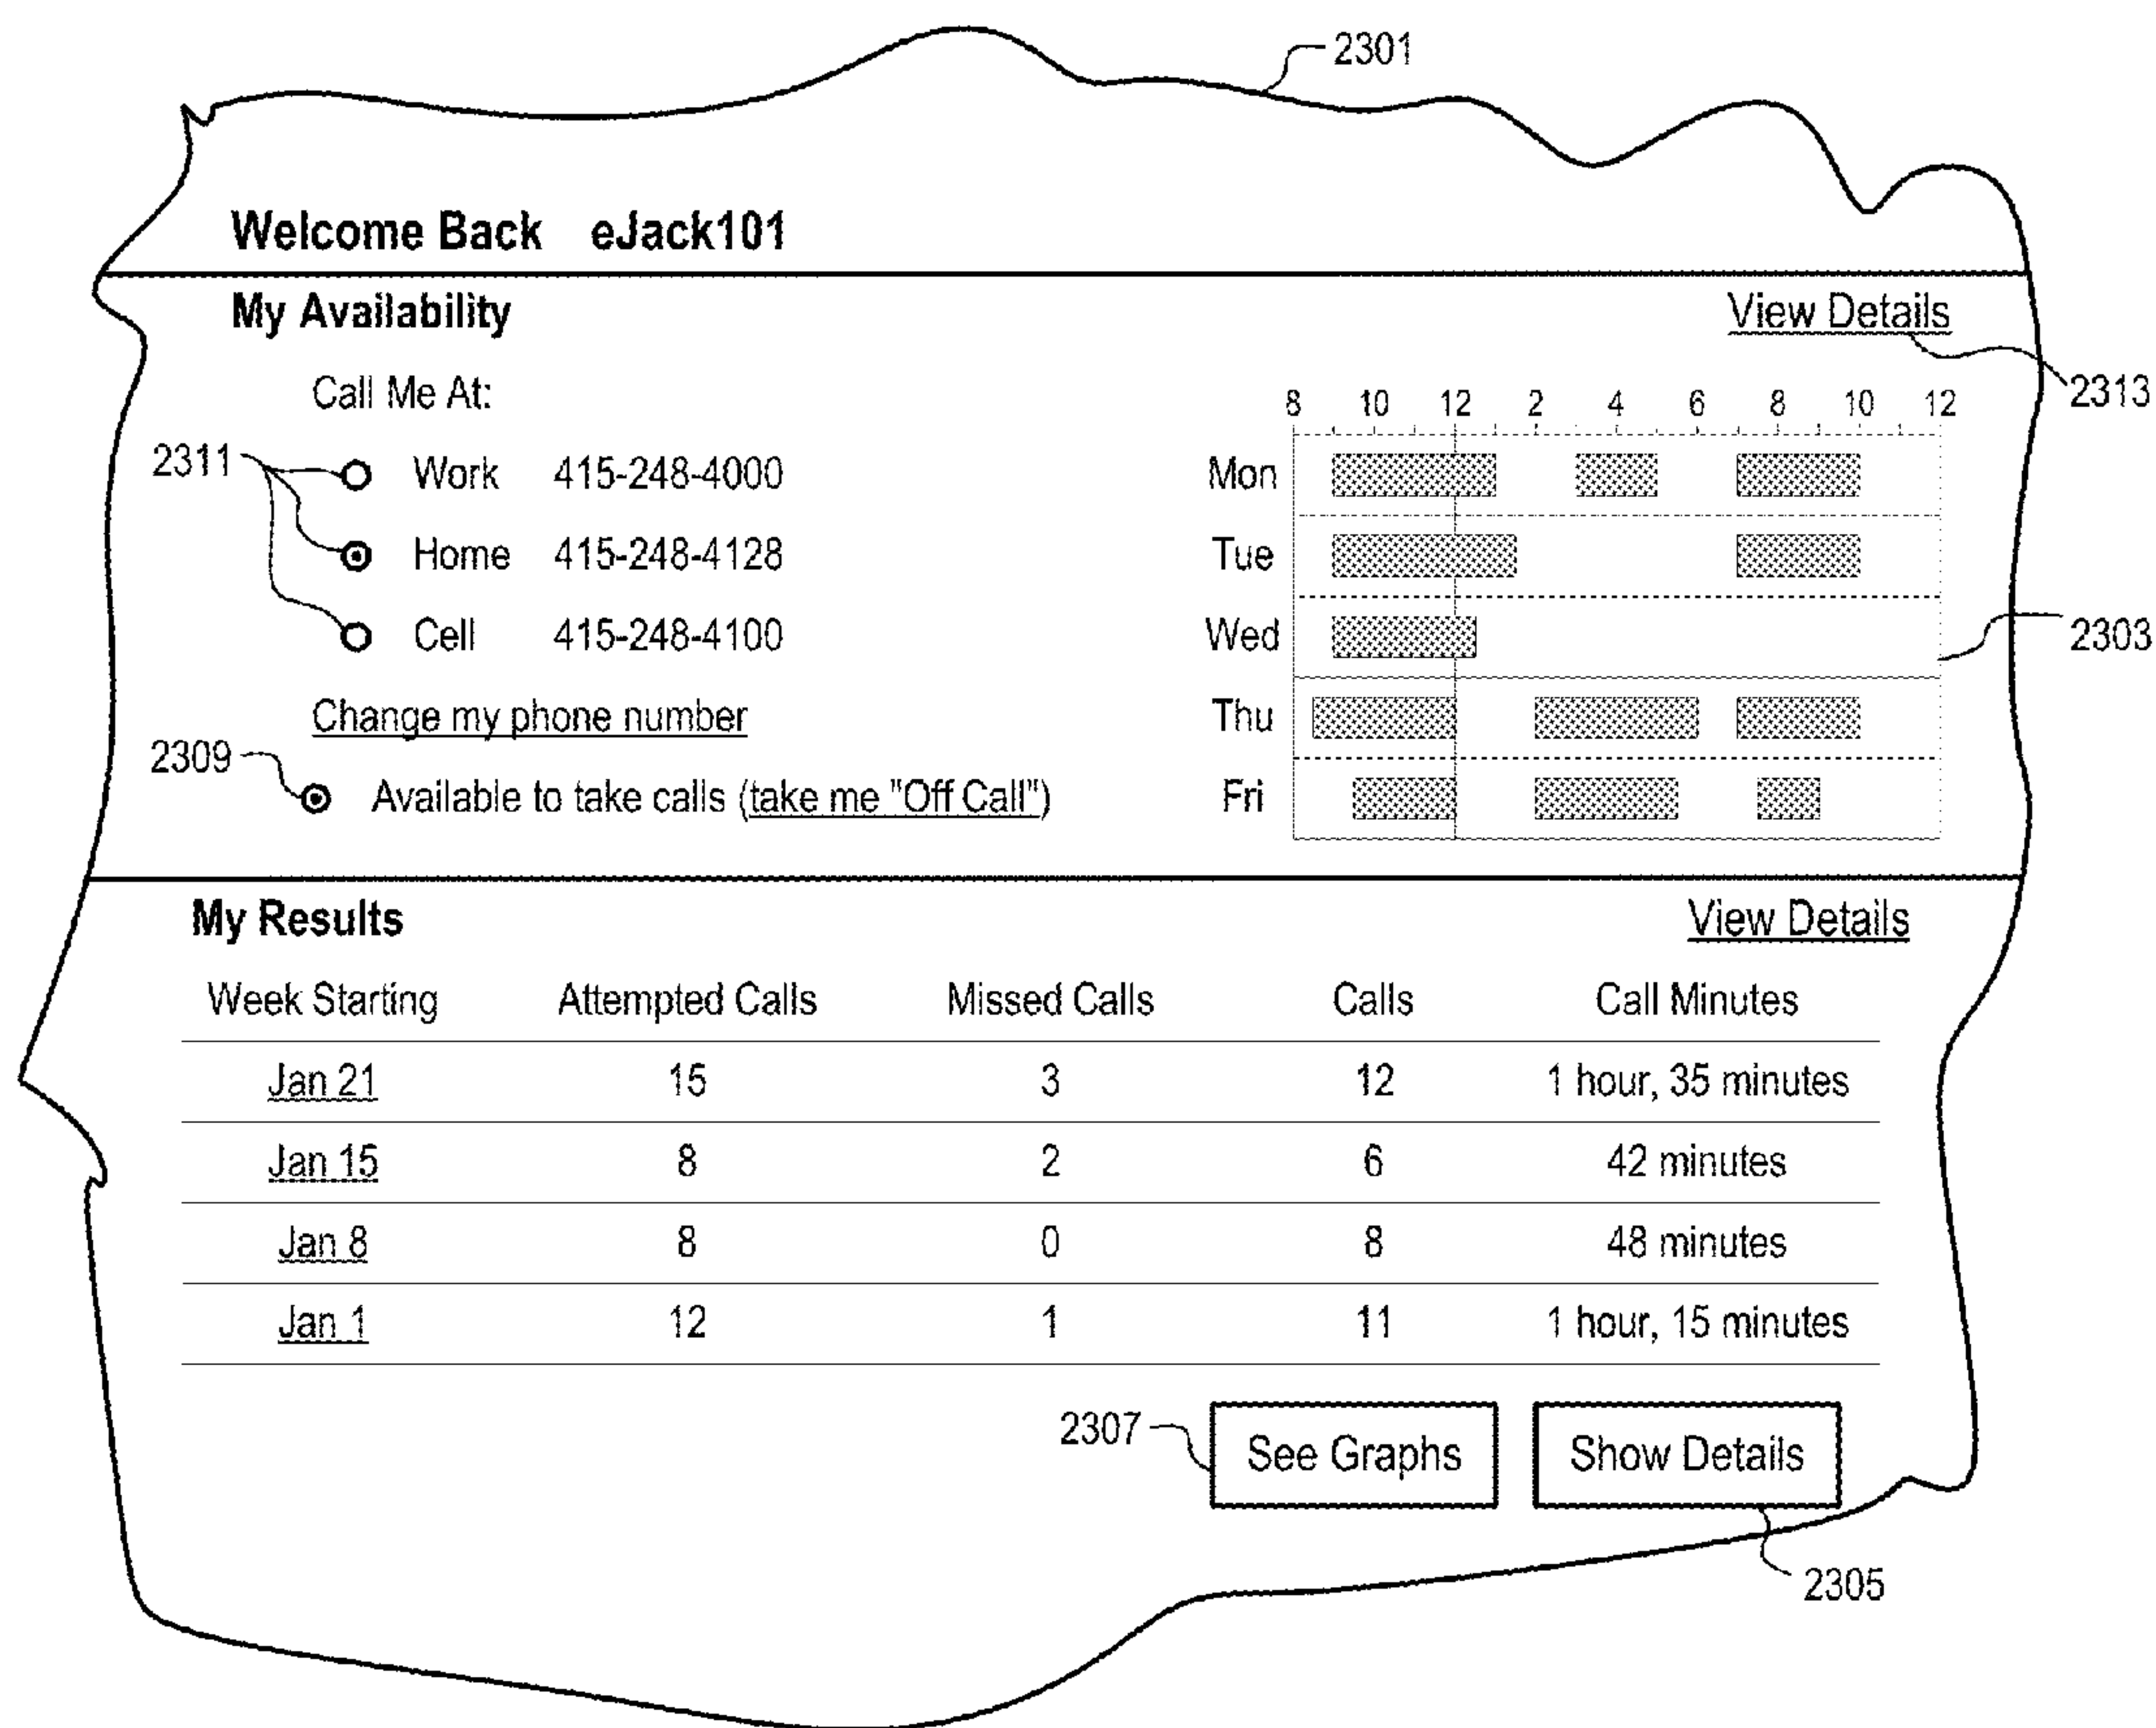 2301
Welcome Back eJack101
My Availability View Details
2313
Call Me At:
8 10 12 2 4 6 8 10 12
2311 Work 415-248-4000 Mon
Home 415-248-4128 Tue
Cell 415-248-4100 Wed 2303
Change my phone number Thu
2309
Available to take calls (take me "Off Call") Fri
My Results View Details
Week Starting Attempted Calls Missed Calls Calls Call Minutes
Jan 21 15 3 12 1 hour, 35 minutes
Jan 15 8 2 6 42 minutes
Jan 8 8 0 8 48 minutes
Jan 1 12 1 11 1 hour, 15 minutes
2307 See Graphs Show Details
2305